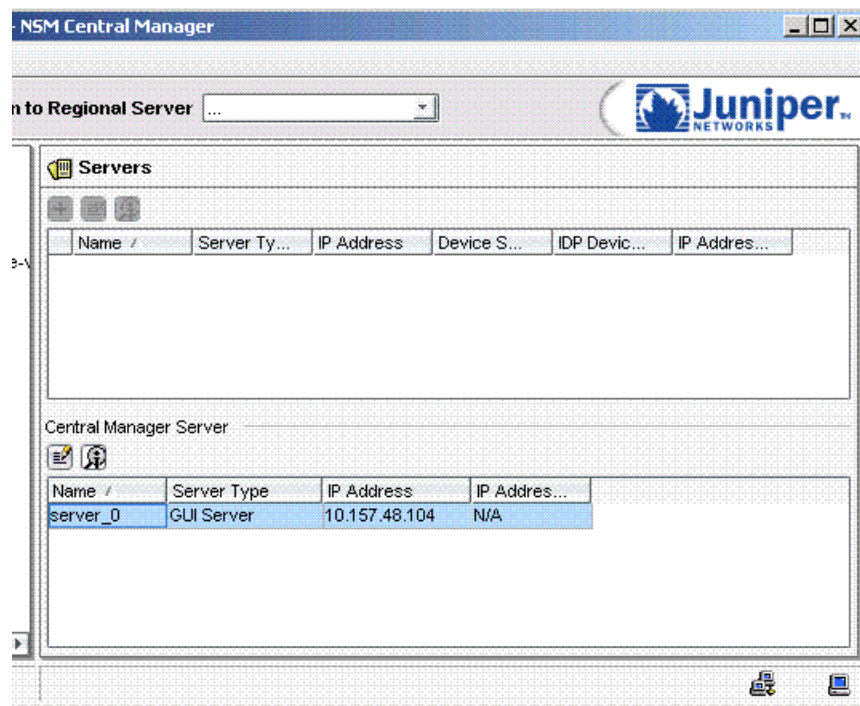 - NSM Central Manager
n to Regional Server ...
Juniper
NETWORKS
Servers
Name / Server Ty... IP Address Device S... IDP Devic... IP Addres...
Central Manager Server
Name / Server Type IP Address IP Addres...
server_0 GUI Server 10.157.48.104 N/A